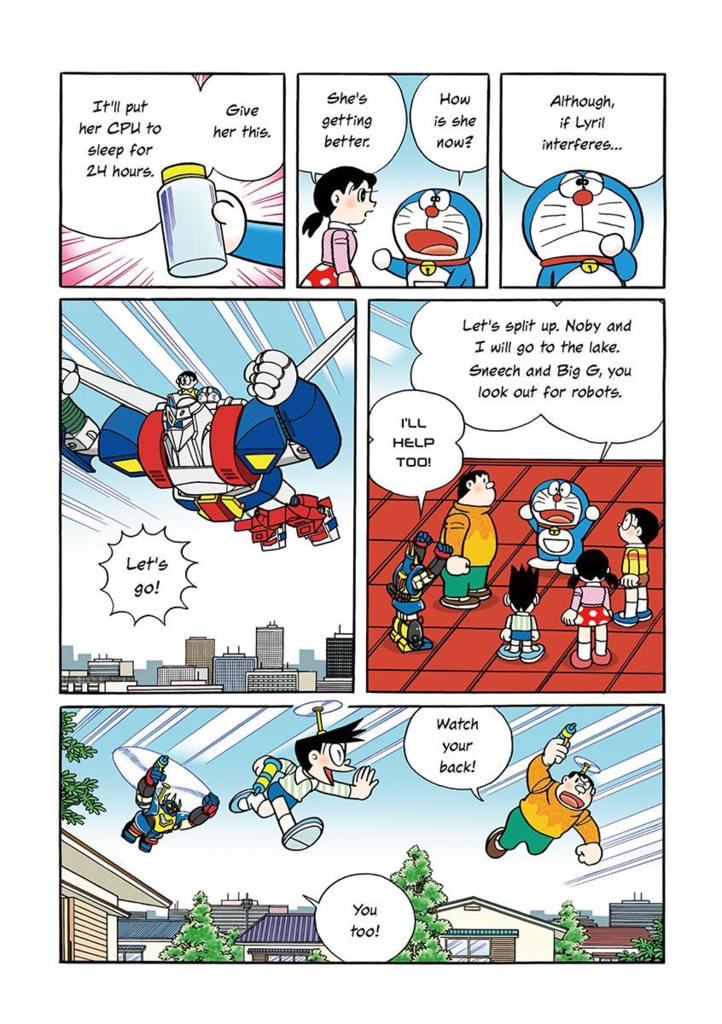 Although,
if Lyril
interferes...
How
is she
now?
She's
getting
better.
Give
her this.
It'll put
her CPU to
sleep for
24 hours.
Let's split up. Noby and
I will go to the lake.
Sneech and Big G, you
look out for robots.
I'LL
HELP
TOO!
Let's
go!
Watch
your
back!
You
too!